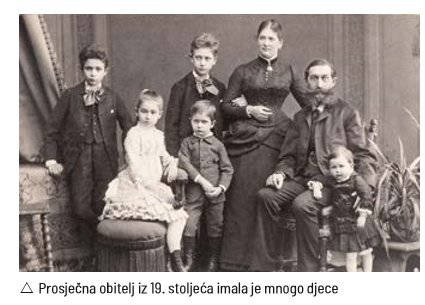 △ Prosječna obitelj iz 19. stoljeća imala je mnogo djece